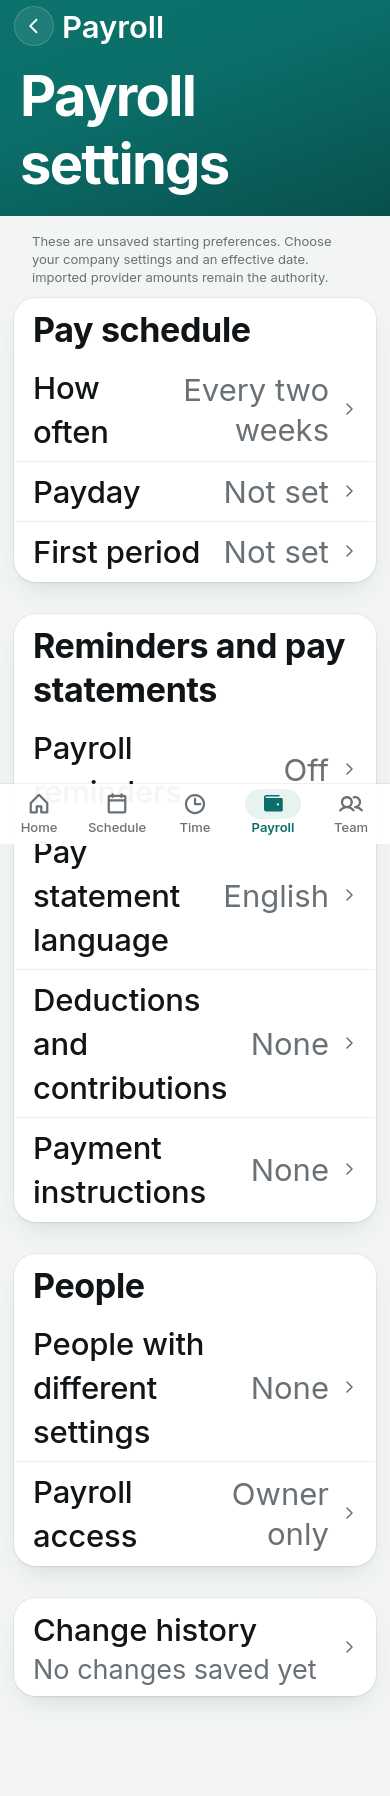 Payroll
Payroll
settings
These are unsaved starting preferences. Choose
your company settings and an effective date.
imported provider amounts remain the authority.
Pay schedule
How
often
Every two
weeks
Payday
Not set
First period
Not set
Reminders and pay
statements
Payroll
reminders
Off
Home
Schedule
Time
Payroll
Team
Pay
statement
language
English
Deductions
and
contributions
None
Payment
instructions
None
People
People with
different
settings
None
Payroll
access
Owner
only
Change history
No changes saved yet